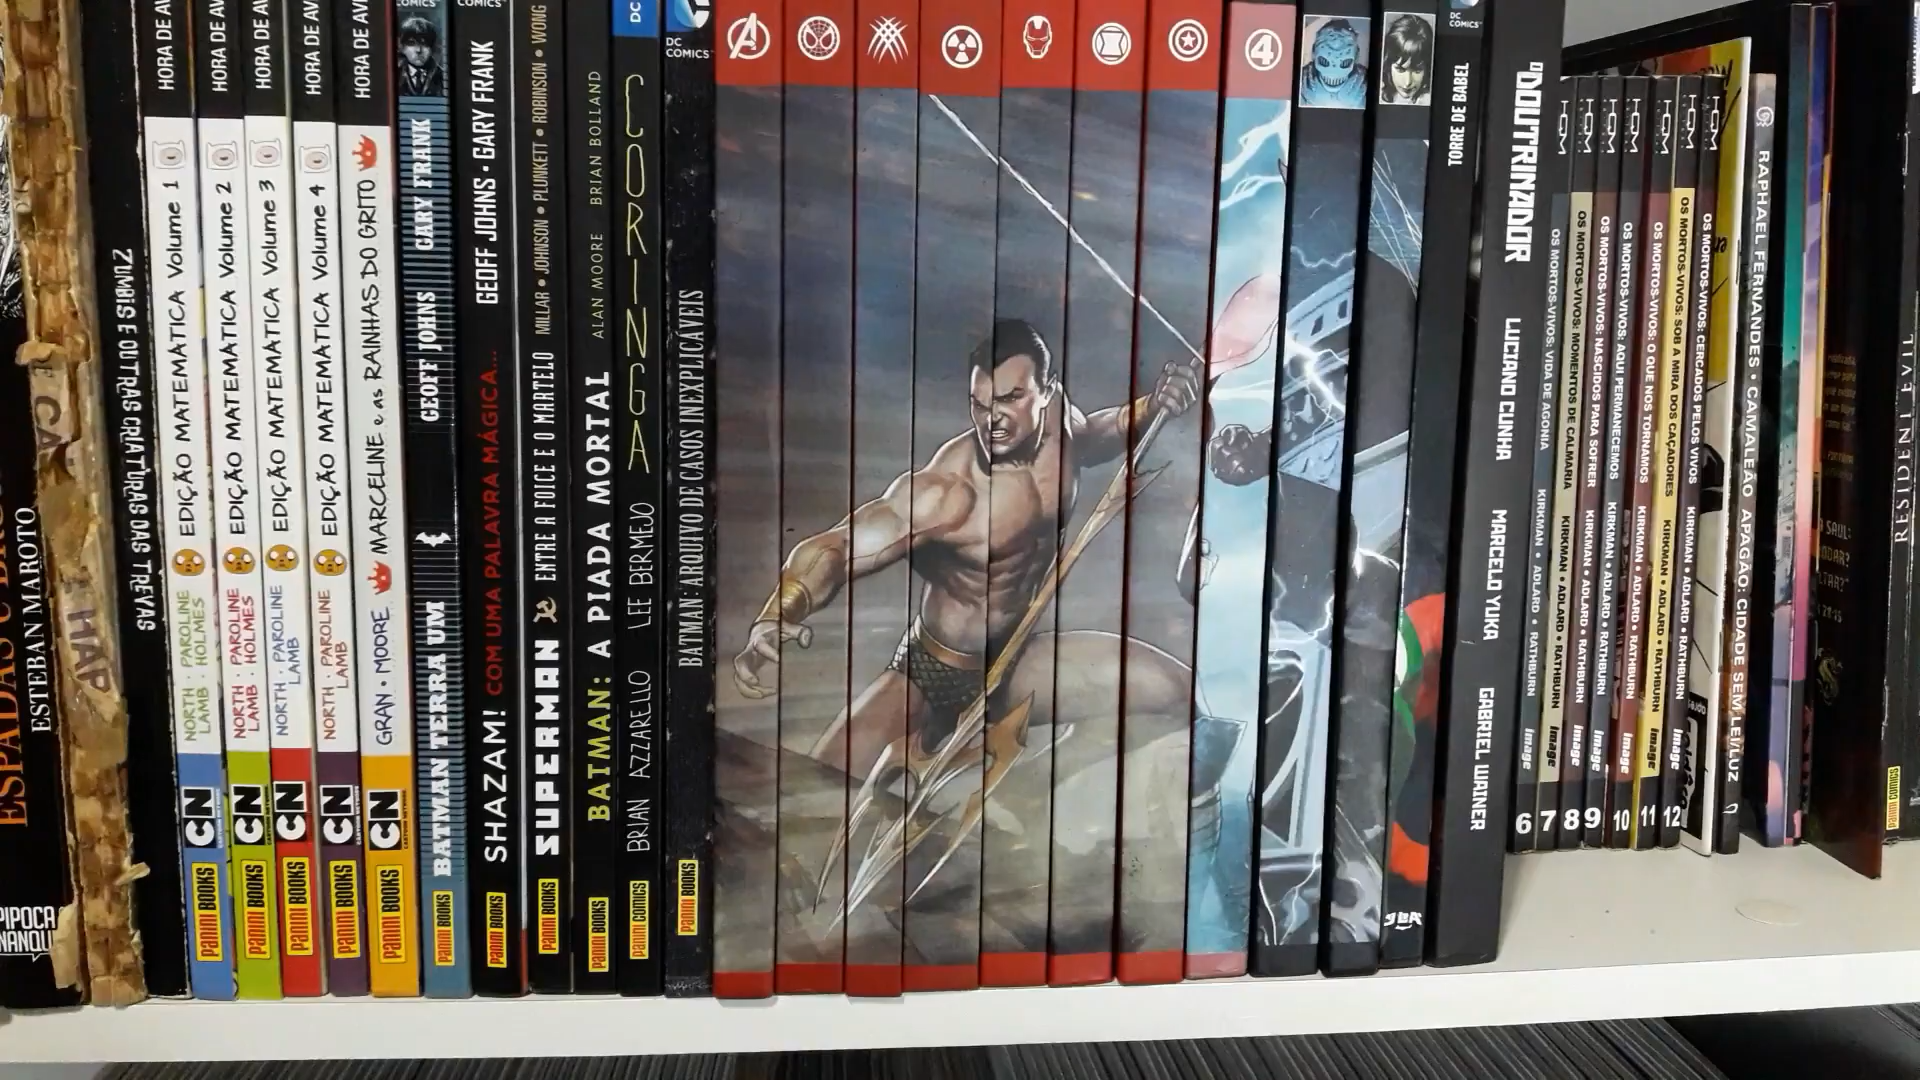 ESTEBAN MAROTO
PIPOCA
ZUMBIS E OUTRAS CRIATURAS DAS TREVAS
HORA DE
EDIÇÃO MATEMÁTICA Volume 1
NORTH · PAROLINE
LAMB · HOLMES
CN
PANINI BOOKS
HORA DE
EDIÇÃO MATEMÁTICA Volume 2
NORTH · PAROLINE
LAMB · HOLMES
CN
PANINI BOOKS
HORA DE
EDIÇÃO MATEMÁTICA Volume 3
NORTH · PAROLINE
LAMB
CN
PANINI BOOKS
HORA DE
EDIÇÃO MATEMÁTICA Volume 4
NORTH · PAROLINE
LAMB
CN
PANINI BOOKS
HORA DE
MARCELINE e as RAINHAS DO GRITO
GRAN · MOORE
CN
PANINI BOOKS
COMICS
GEOFF JOHNS GARY FRANK
BATMAN TERRA UM
PANINI BOOKS
COMICS
GEOFF JOHNS · GARY FRANK
SHAZAM! COM UMA PALAVRA MÁGICA...
PANINI BOOKS
MILLAR • JOHNSON • PLUNKETT • ROBINSON • WONG
SUPERMAN ENTRE A FOICE E O MARTELO
PANINI BOOKS
ALAN MOORE BRIAN BOLLAND
BATMAN: A PIADA MORTAL
PANINI BOOKS
DC
CORINGA
BRIAN AZZARELLO LEE BERMEJO
PANINI COMICS
DC
COMICS
BATMAN: ARQUIVO DE CASOS INEXPLICÁVEIS
PANINI BOOKS
4
JLA
DC
COMICS
TORRE DE BABEL
O DOUTRINADOR
LUCIANO CUNHA MARCELO YUKA GABRIEL WAINER
HQM
OS MORTOS-VIVOS: VIDA DE AGONIA
KIRKMAN • ADLARD • RATHBURN
Image
6
HQM
OS MORTOS-VIVOS: MOMENTOS DE CALMARIA
KIRKMAN • ADLARD • RATHBURN
Image
7
HQM
OS MORTOS-VIVOS: NASCIDOS PARA SOFRER
KIRKMAN • ADLARD • RATHBURN
Image
8
HQM
OS MORTOS-VIVOS: AQUI PERMANECEMOS
KIRKMAN • ADLARD • RATHBURN
Image
9
HQM
OS MORTOS-VIVOS: O QUE NOS TORNAMOS
KIRKMAN • ADLARD • RATHBURN
Image
10
HQM
OS MORTOS-VIVOS: SOB A MIRA DOS CAÇADORES
KIRKMAN • ADLARD • RATHBURN
Image
11
HQM
OS MORTOS-VIVOS: CERCADOS PELOS VIVOS
KIRKMAN • ADLARD • RATHBURN
Image
12
RAPHAEL FERNANDES • CAMALEÃO APAGÃO: CIDADE SEM LEI/LUZ
RESIDENT EVIL
PANINI COMICS